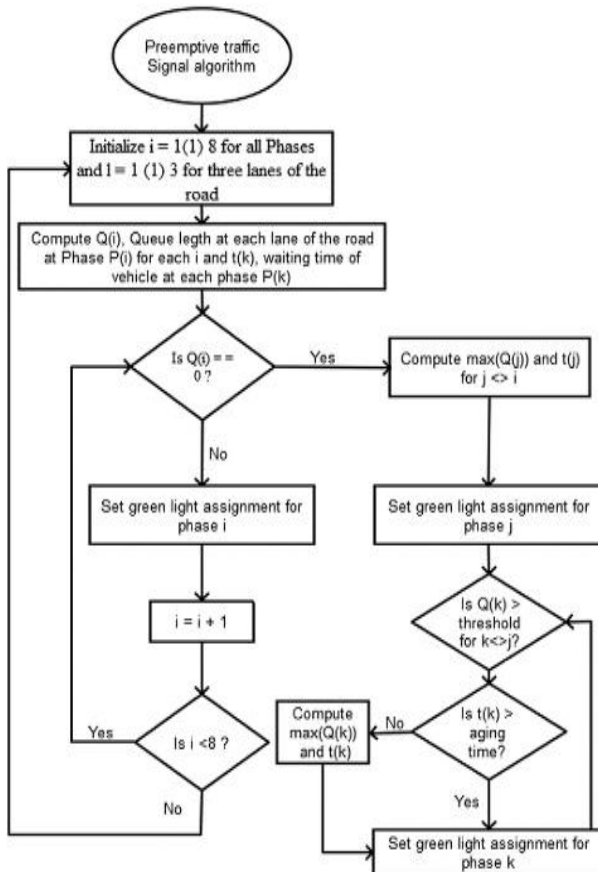 Preemptive traffic
Signal algorithm
Initialize i = 1(1) 8 for all Phases
and l = 1 (1) 3 for three lanes of the
road
Compute Q(i), Queue legth at each lane of the road
at Phase P(i) for each i and t(k), waiting time of
vehicle at each phase P(k)
Is Q(i) = =
0 ?
Yes
Compute max(Q(j)) and t(j)
for j <> i
No
Set green light assignment for
phase i
Set green light assignment for
phase j
i = i + 1
Is Q(k) >
threshold
for k<>j?
Is i <8 ?
Yes
No
Compute
max(Q(k))
and t(k)
No
Is t(k) >
aging
time?
Yes
Set green light assignment for
phase k